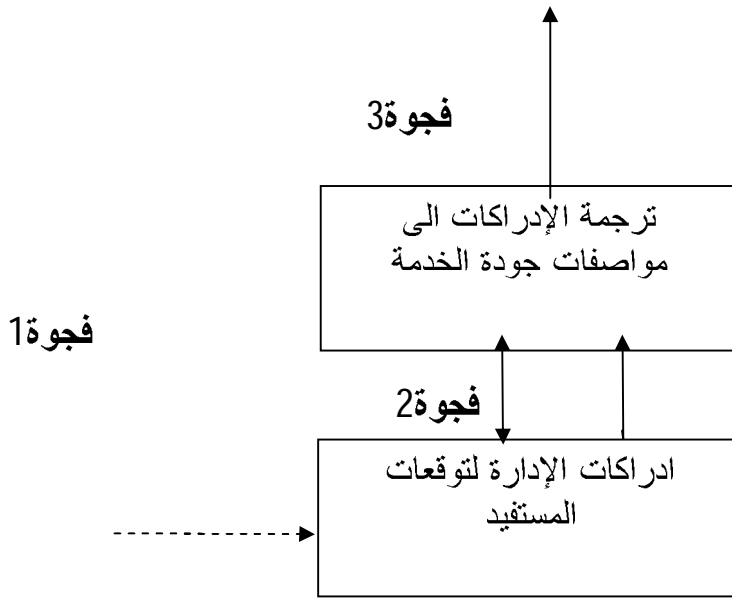 فجوة3
ترجمة الإدراكات الى
مواصفات جودة الخدمة
فجوة1
فجوة2
ادراكات الإدارة لتوقعات
المستفيد